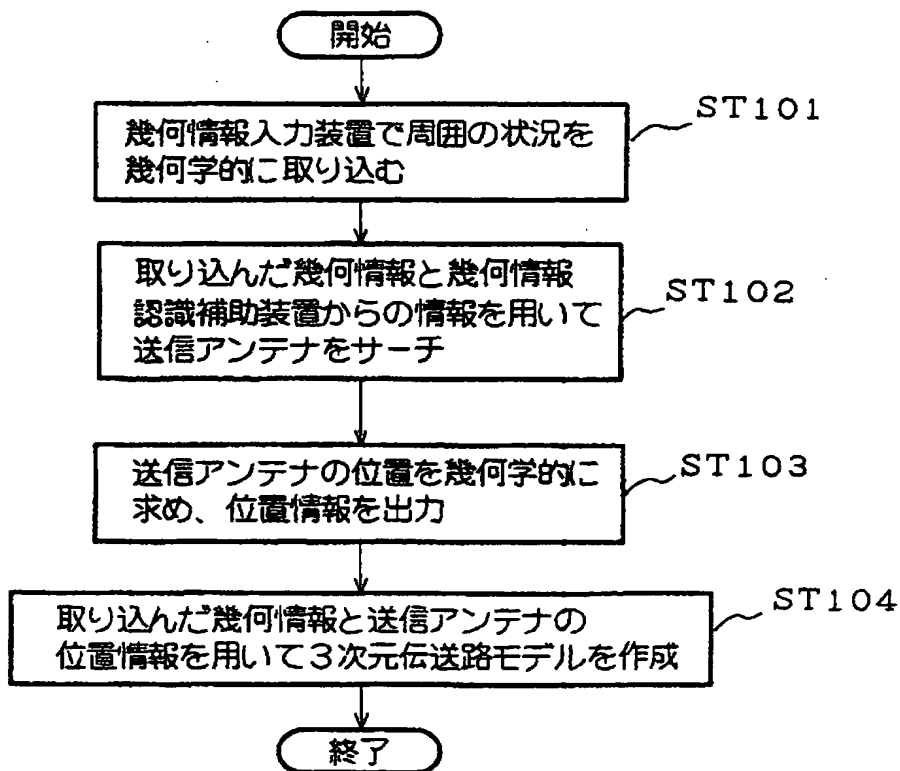 開始
幾何情報入力装置で周囲の状況を
幾何学的に取り込む
ST101
取り込んだ幾何情報と幾何情報
認識補助装置からの情報を用いて
送信アンテナをサーチ
ST102
送信アンテナの位置を幾何学的に
求め、位置情報を出力
ST103
取り込んだ幾何情報と送信アンテナの
位置情報を用いて3次元伝送路モデルを作成
ST104
終了